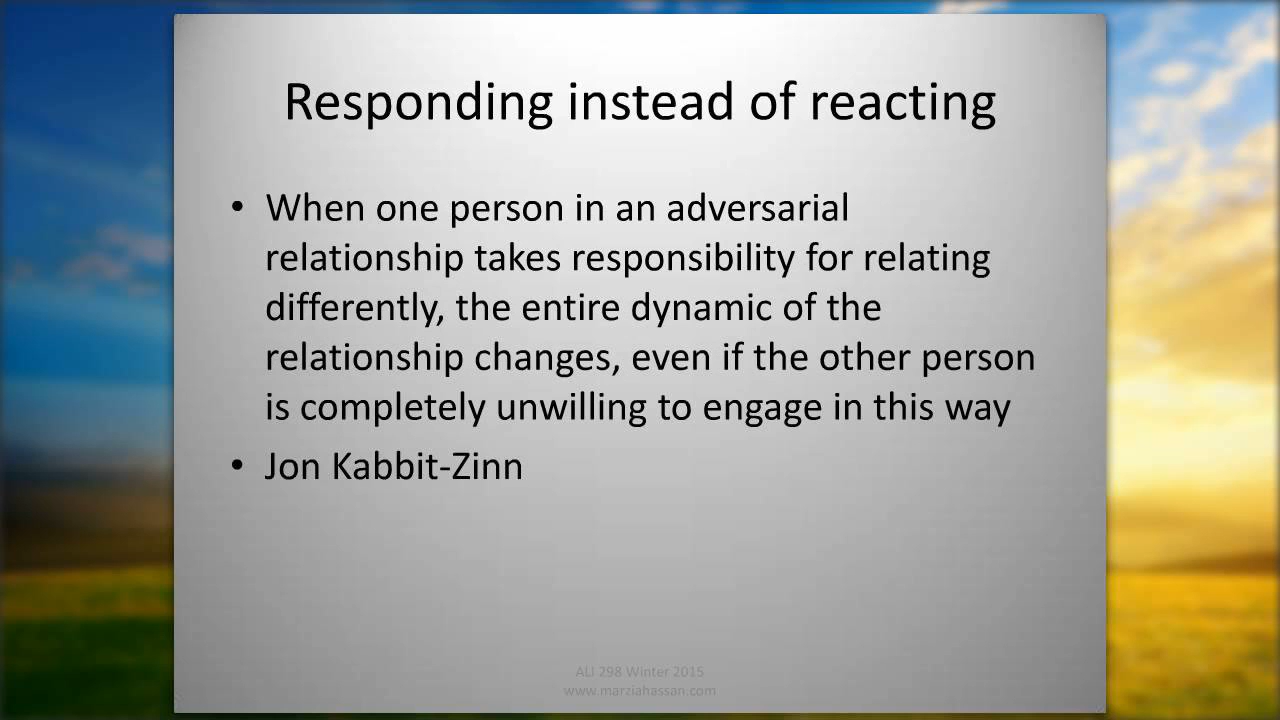 Responding instead of reacting
• When one person in an adversarial
relationship takes responsibility for relating
differently, the entire dynamic of the
relationship changes, even if the other person
is completely unwilling to engage in this way
• Jon Kabbit-Zinn
ALI 298 Winter 2015
www.marziahassan.com